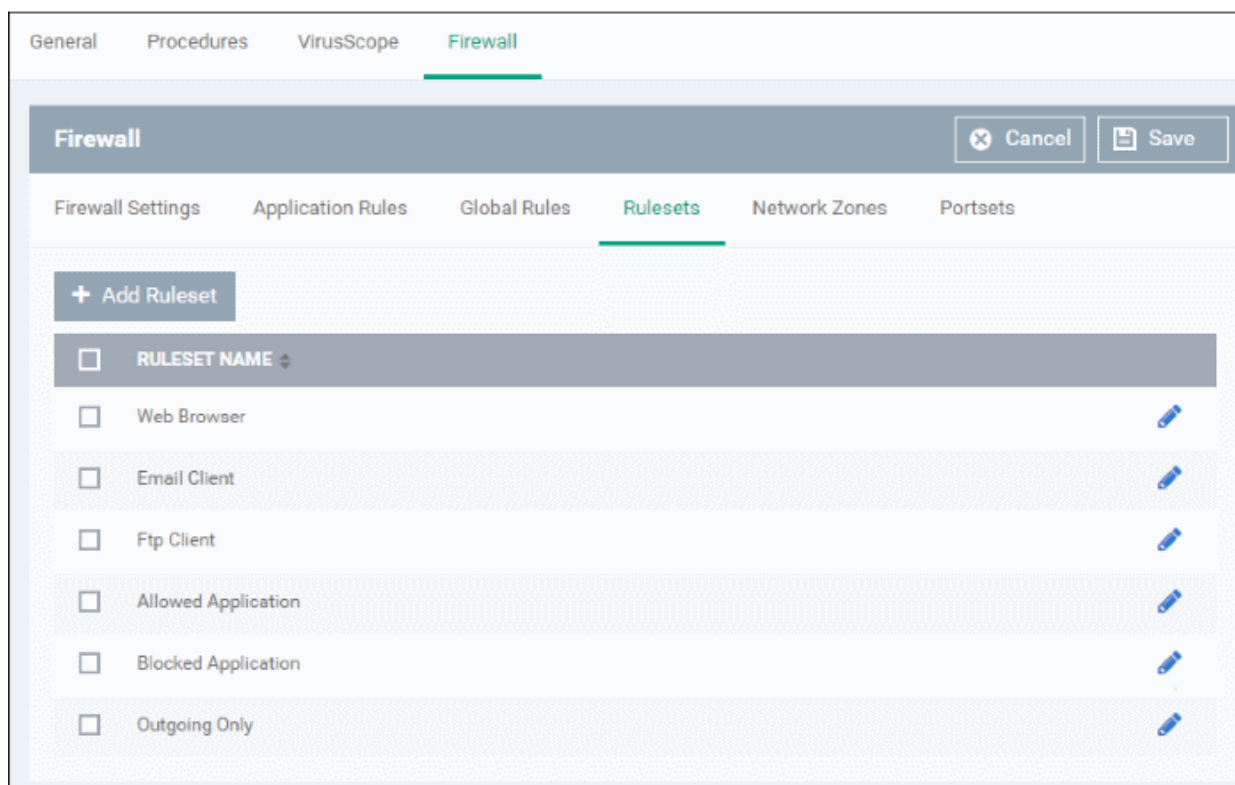 General Procedures VirusScope Firewall
Firewall Cancel Save
Firewall Settings Application Rules Global Rules Rulesets Network Zones Portsets
+ Add Ruleset
RULESET NAME
Web Browser
Email Client
Ftp Client
Allowed Application
Blocked Application
Outgoing Only